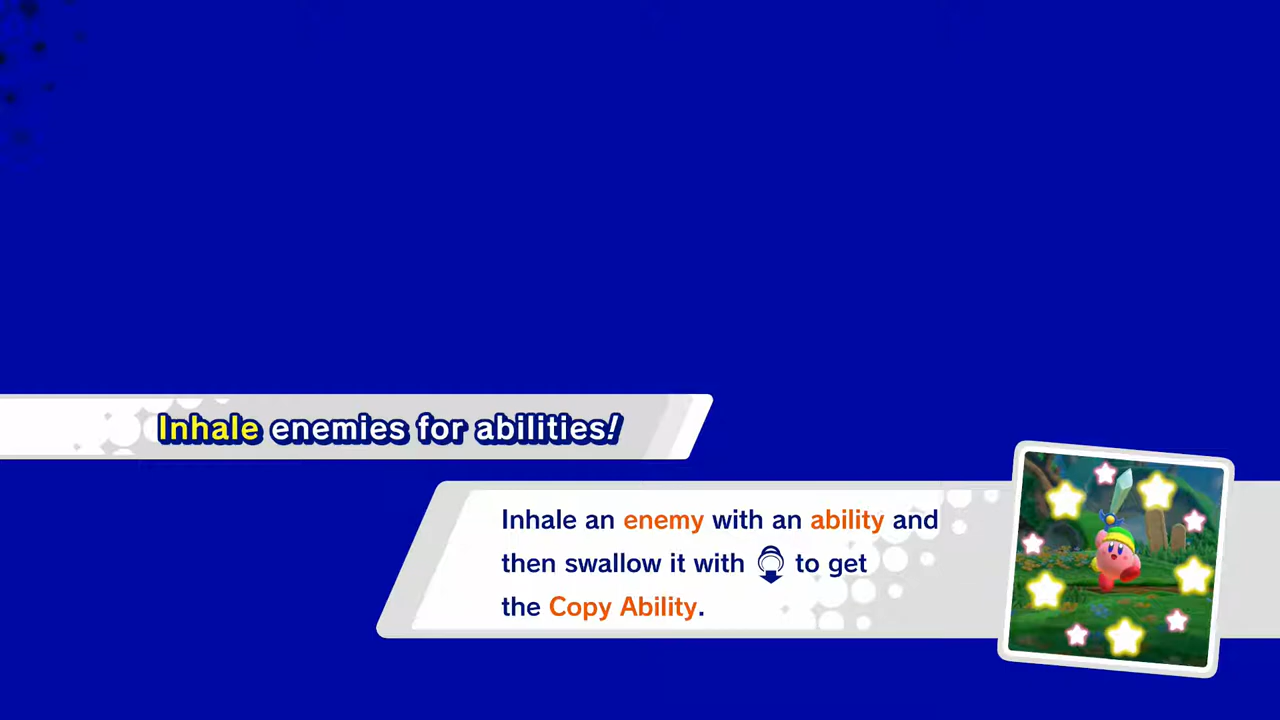 Inhale enemies for abilities!
Inhale an enemy with an ability and
then swallow it with to get
the Copy Ability.